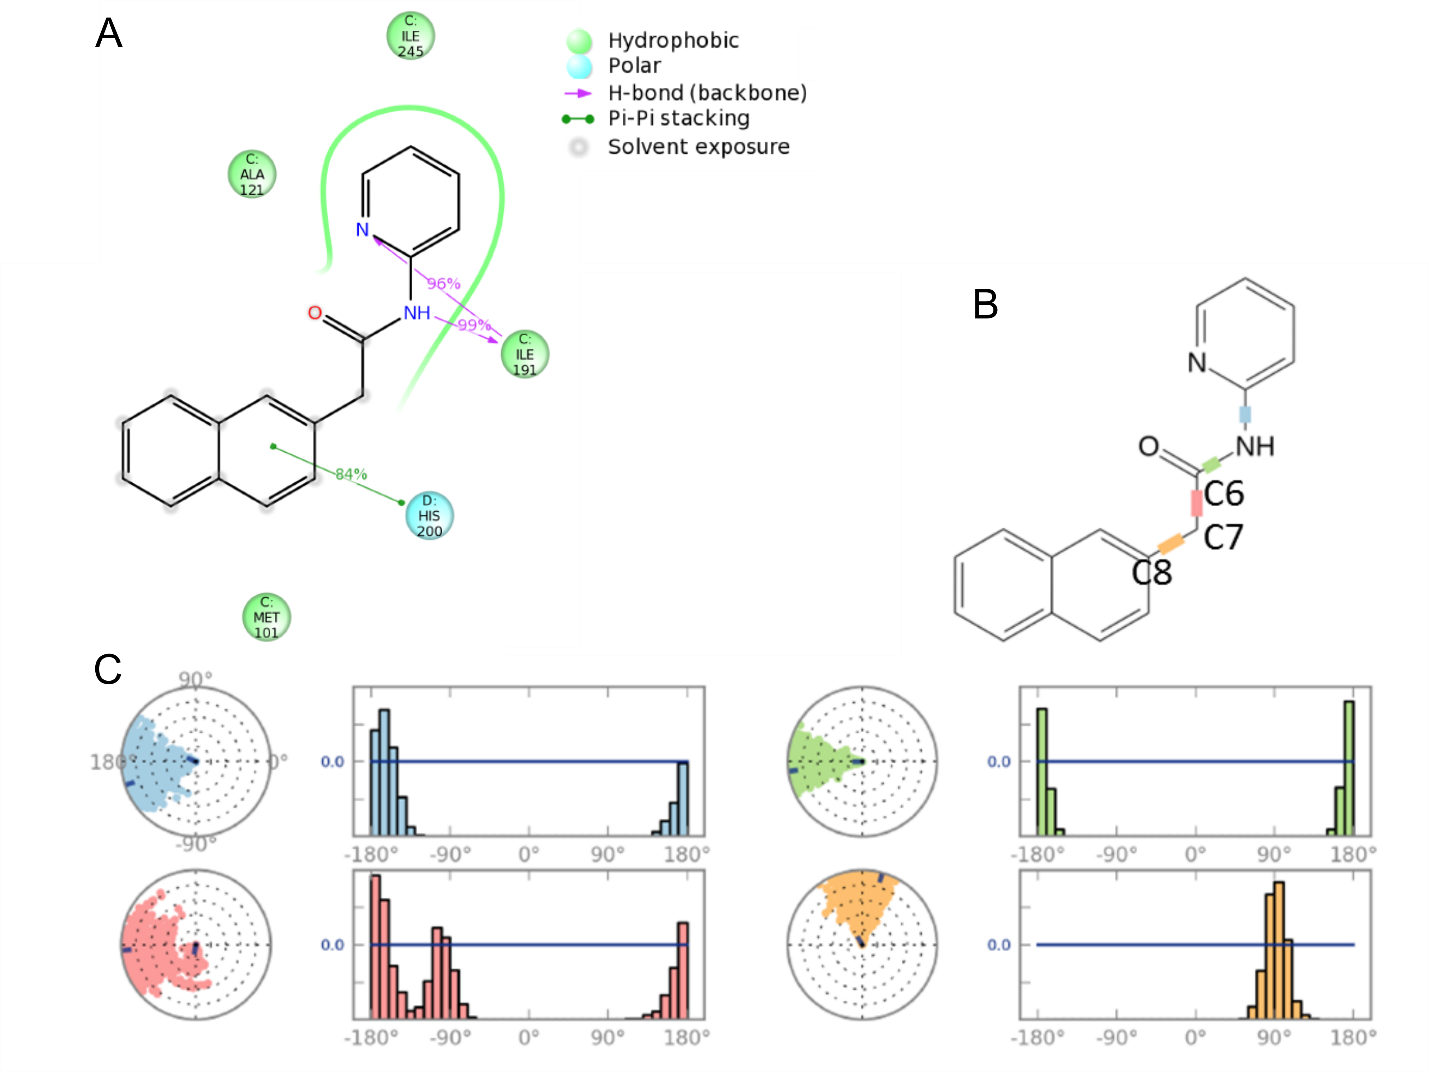 A
C:
ILE
245
Hydrophobic
Polar
H-bond (backbone)
Pi-Pi stacking
Solvent exposure
C:
ALA
121
N
96%
O
NH
99%
C:
ILE
191
84%
D:
HIS
200
C:
MET
101
B
N
O
NH
C6
C7
C8
C
90°
180°
0°
-90°
0.0
-180° -90° 0° 90° 180°
0.0
-180° -90° 0° 90° 180°
0.0
-180° -90° 0° 90° 180°
0.0
-180° -90° 0° 90° 180°